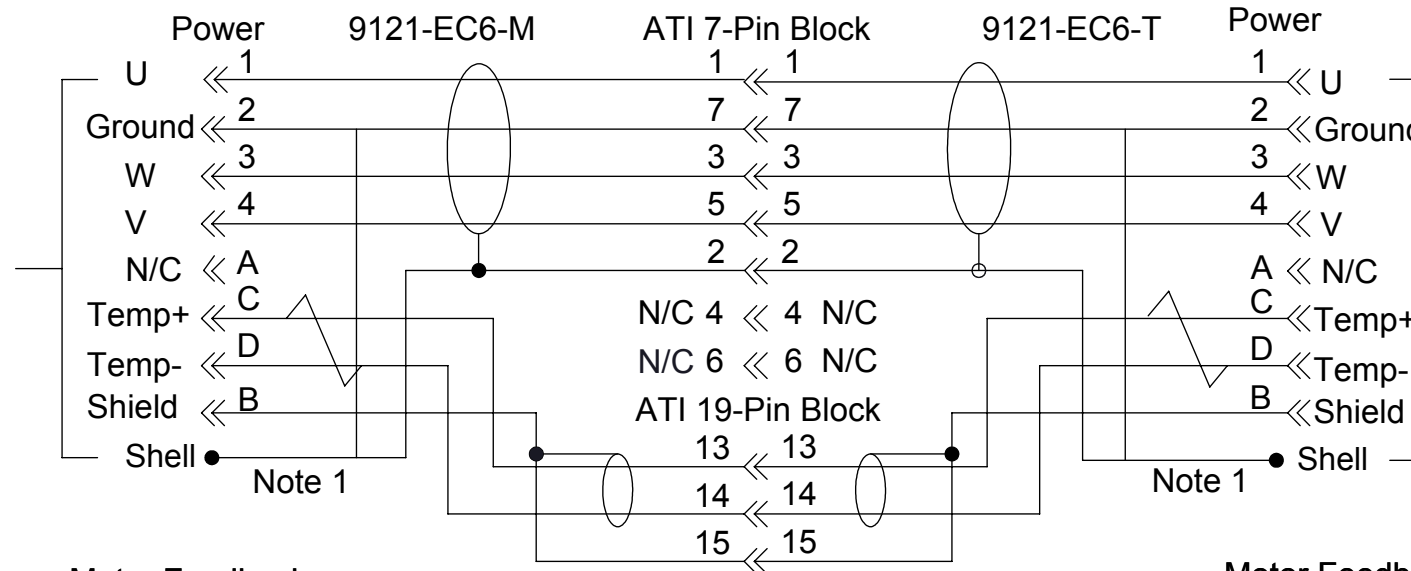 Power 9121-EC6-M ATI 7-Pin Block 9121-EC6-T Power
U 1 1 1 1 U
Ground 2 7 7 2 Ground
W 3 3 3 3 W
V 4 5 5 4 V
N/C A 2 2 A N/C
Temp+ C N/C 4 4 N/C C Temp+
Temp- D N/C 6 6 N/C D Temp-
Shield B ATI 19-Pin Block B Shield
Shell 13 13 Shell
Note 1 14 14 Note 1
15 15